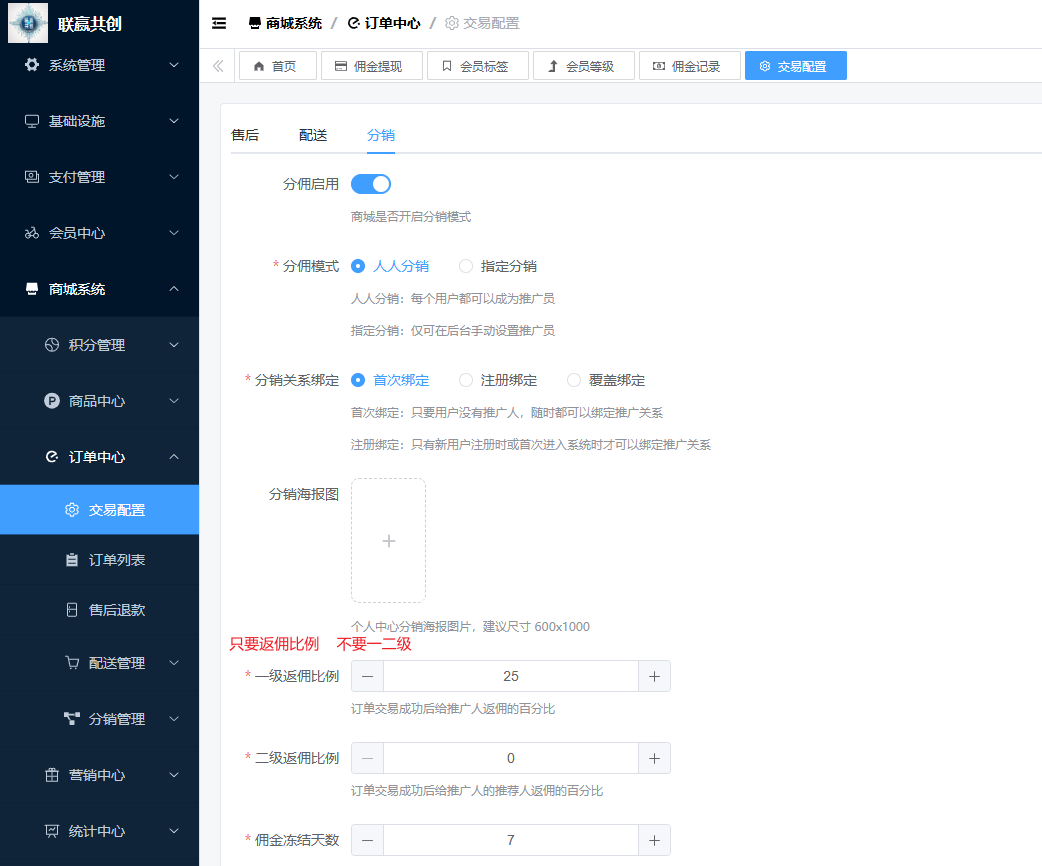 联赢共创
商城系统 / 订单中心 / 交易配置
系统管理
基础设施
支付管理
会员中心
商城系统
积分管理
商品中心
订单中心
交易配置
订单列表
售后退款
配送管理
分销管理
营销中心
统计中心
首页 佣金提现 会员标签 会员等级 佣金记录 交易配置
售后 配送 分销
分佣启用
商城是否开启分销模式
* 分佣模式 人人分销 指定分销
人人分销：每个用户都可以成为推广员
指定分销：仅可在后台手动设置推广员
* 分销关系绑定 首次绑定 注册绑定 覆盖绑定
首次绑定：只要用户没有推广人，随时都可以绑定推广关系
注册绑定：只有新用户注册时或首次进入系统时才可以绑定推广关系
分销海报图
个人中心分销海报图片，建议尺寸 600x1000
只要返佣比例 不要一二级
* 一级返佣比例 25
订单交易成功后给推广人返佣的百分比
* 二级返佣比例 0
订单交易成功后给推广人的推荐人返佣的百分比
* 佣金冻结天数 7